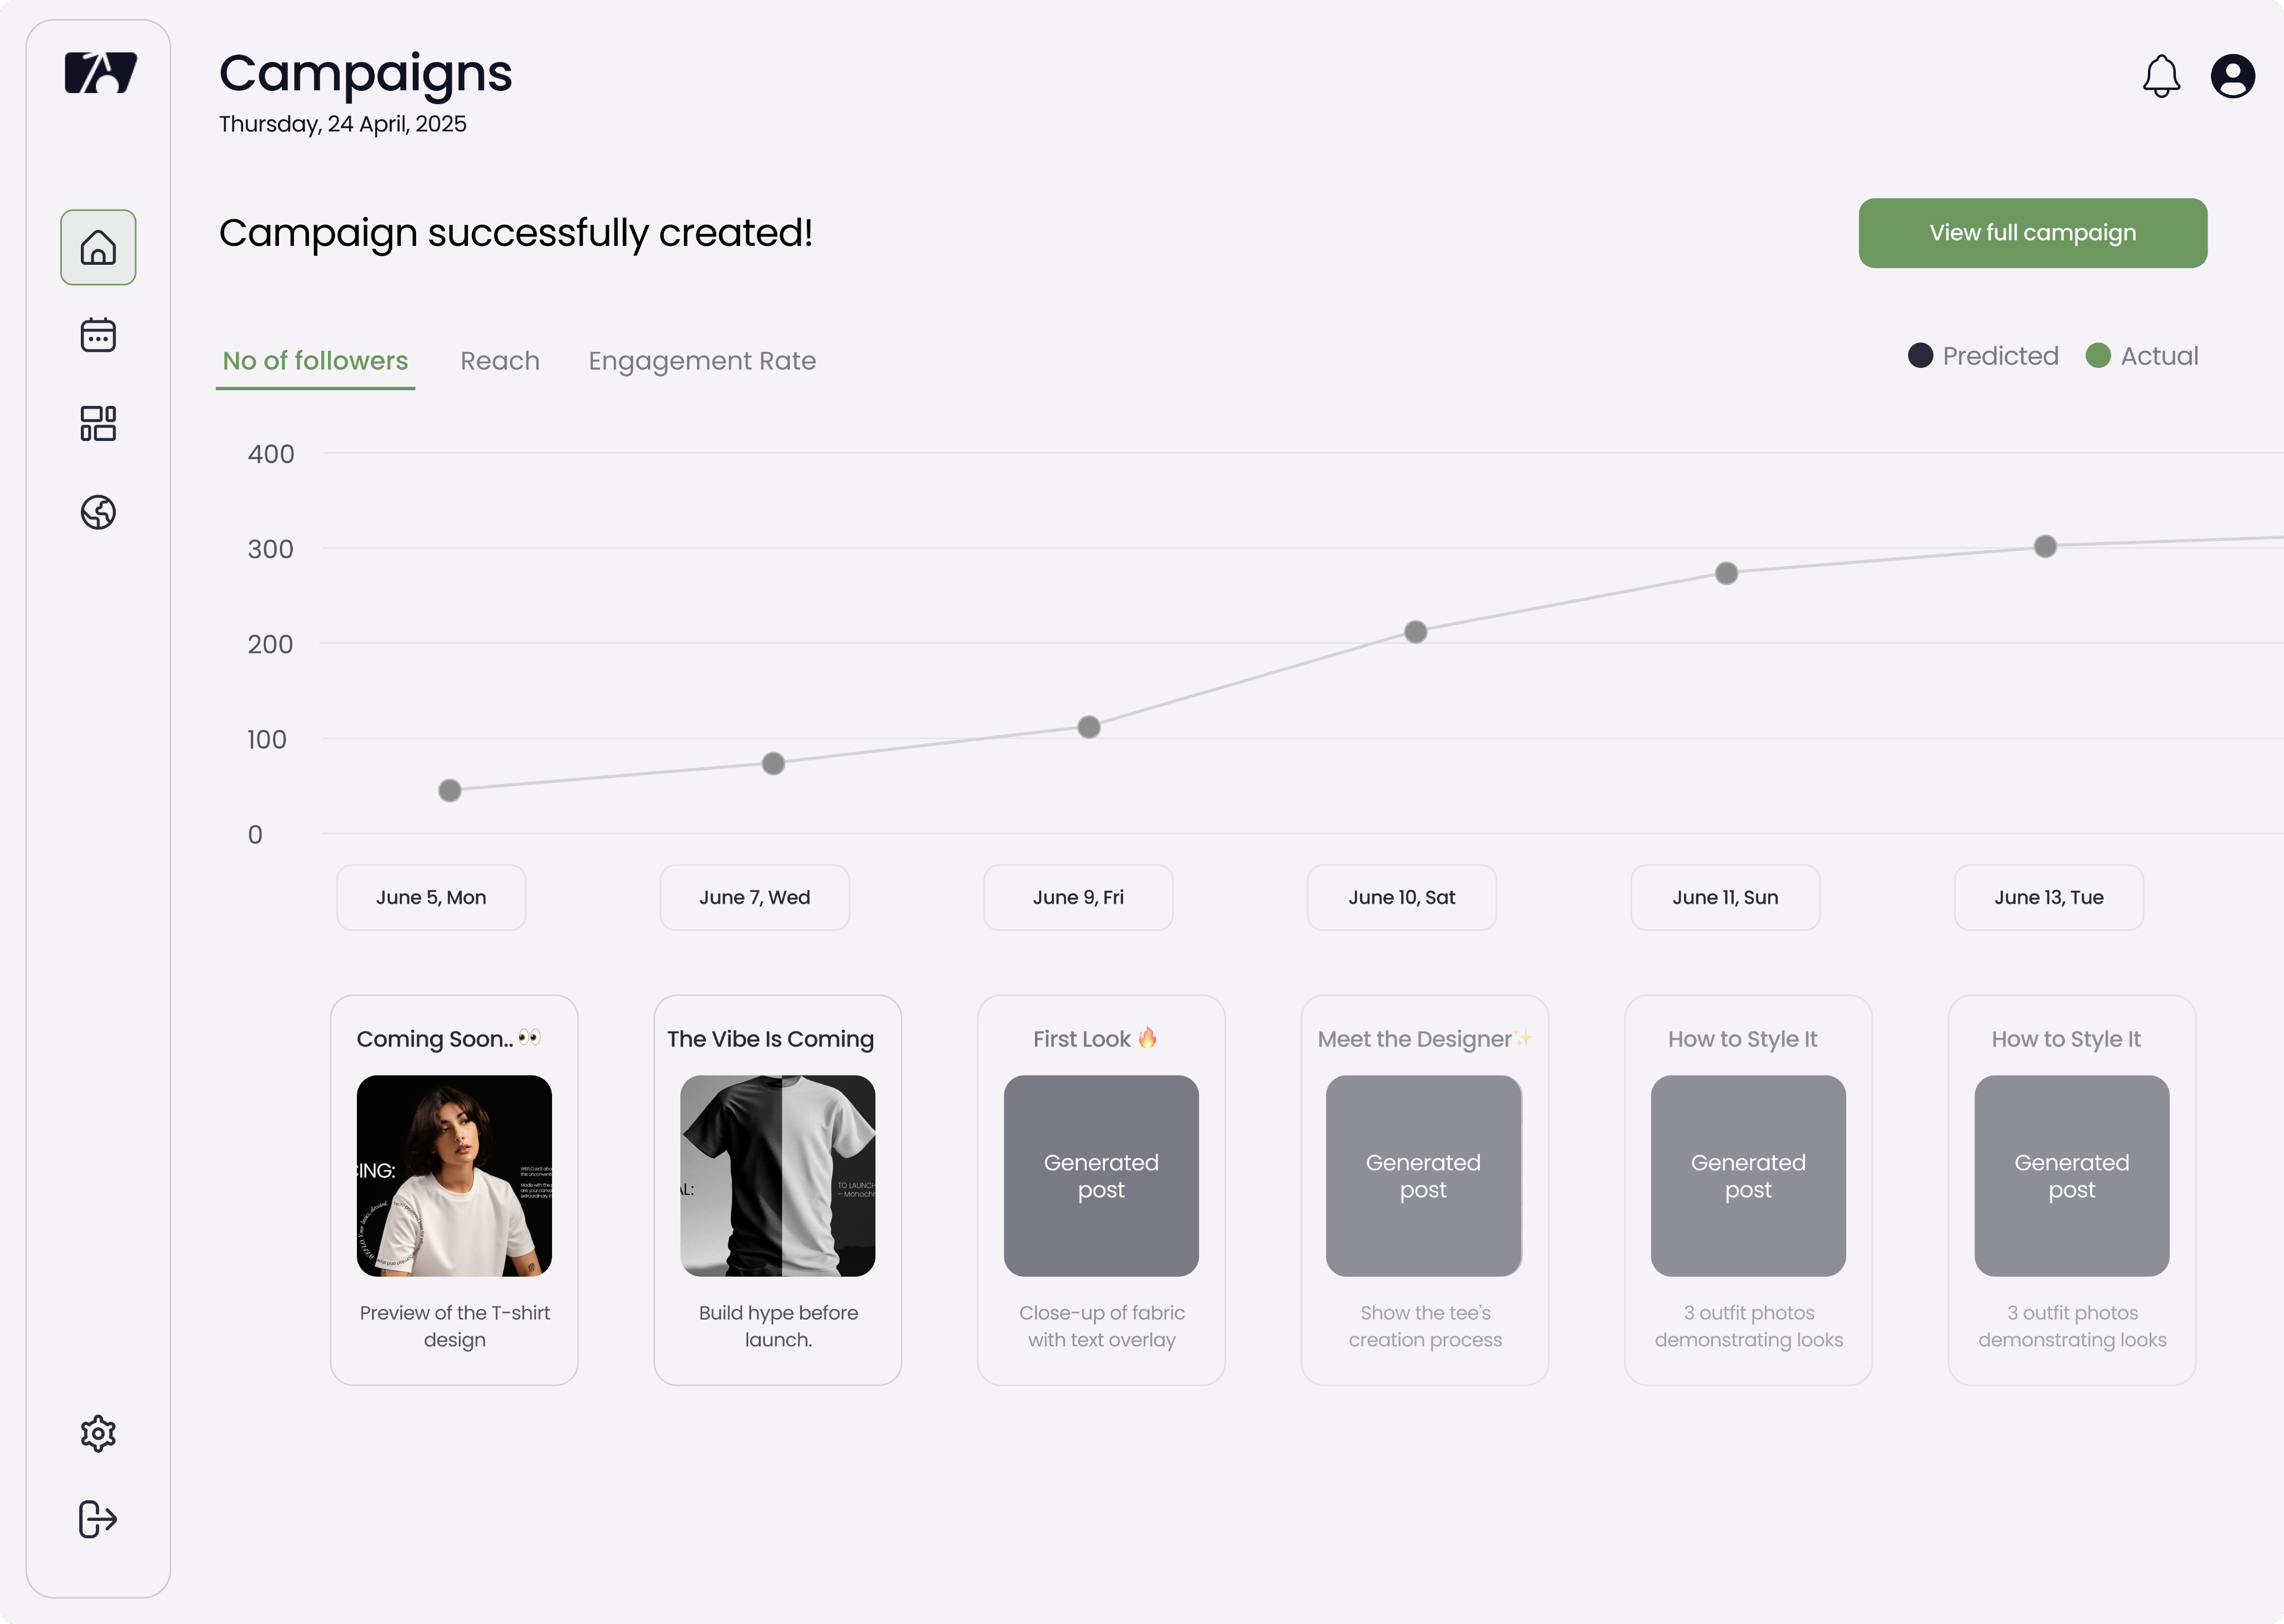 Campaigns
Thursday, 24 April, 2025
Campaign successfully created!
View full campaign
No of followers
Reach
Engagement Rate
Predicted
Actual
400
300
200
100
0
June 5, Mon
June 7, Wed
June 9, Fri
June 10, Sat
June 11, Sun
June 13, Tue
Coming Soon.. 👀
The Vibe Is Coming
First Look 🔥
Meet the Designer✨
How to Style It
How to Style It
ING:
AL:
TO LAUNCH
Generated
post
Generated
post
Generated
post
Generated
post
Preview of the T-shirt
design
Build hype before
launch.
Close-up of fabric
with text overlay
Show the tee's
creation process
3 outfit photos
demonstrating looks
3 outfit photos
demonstrating looks